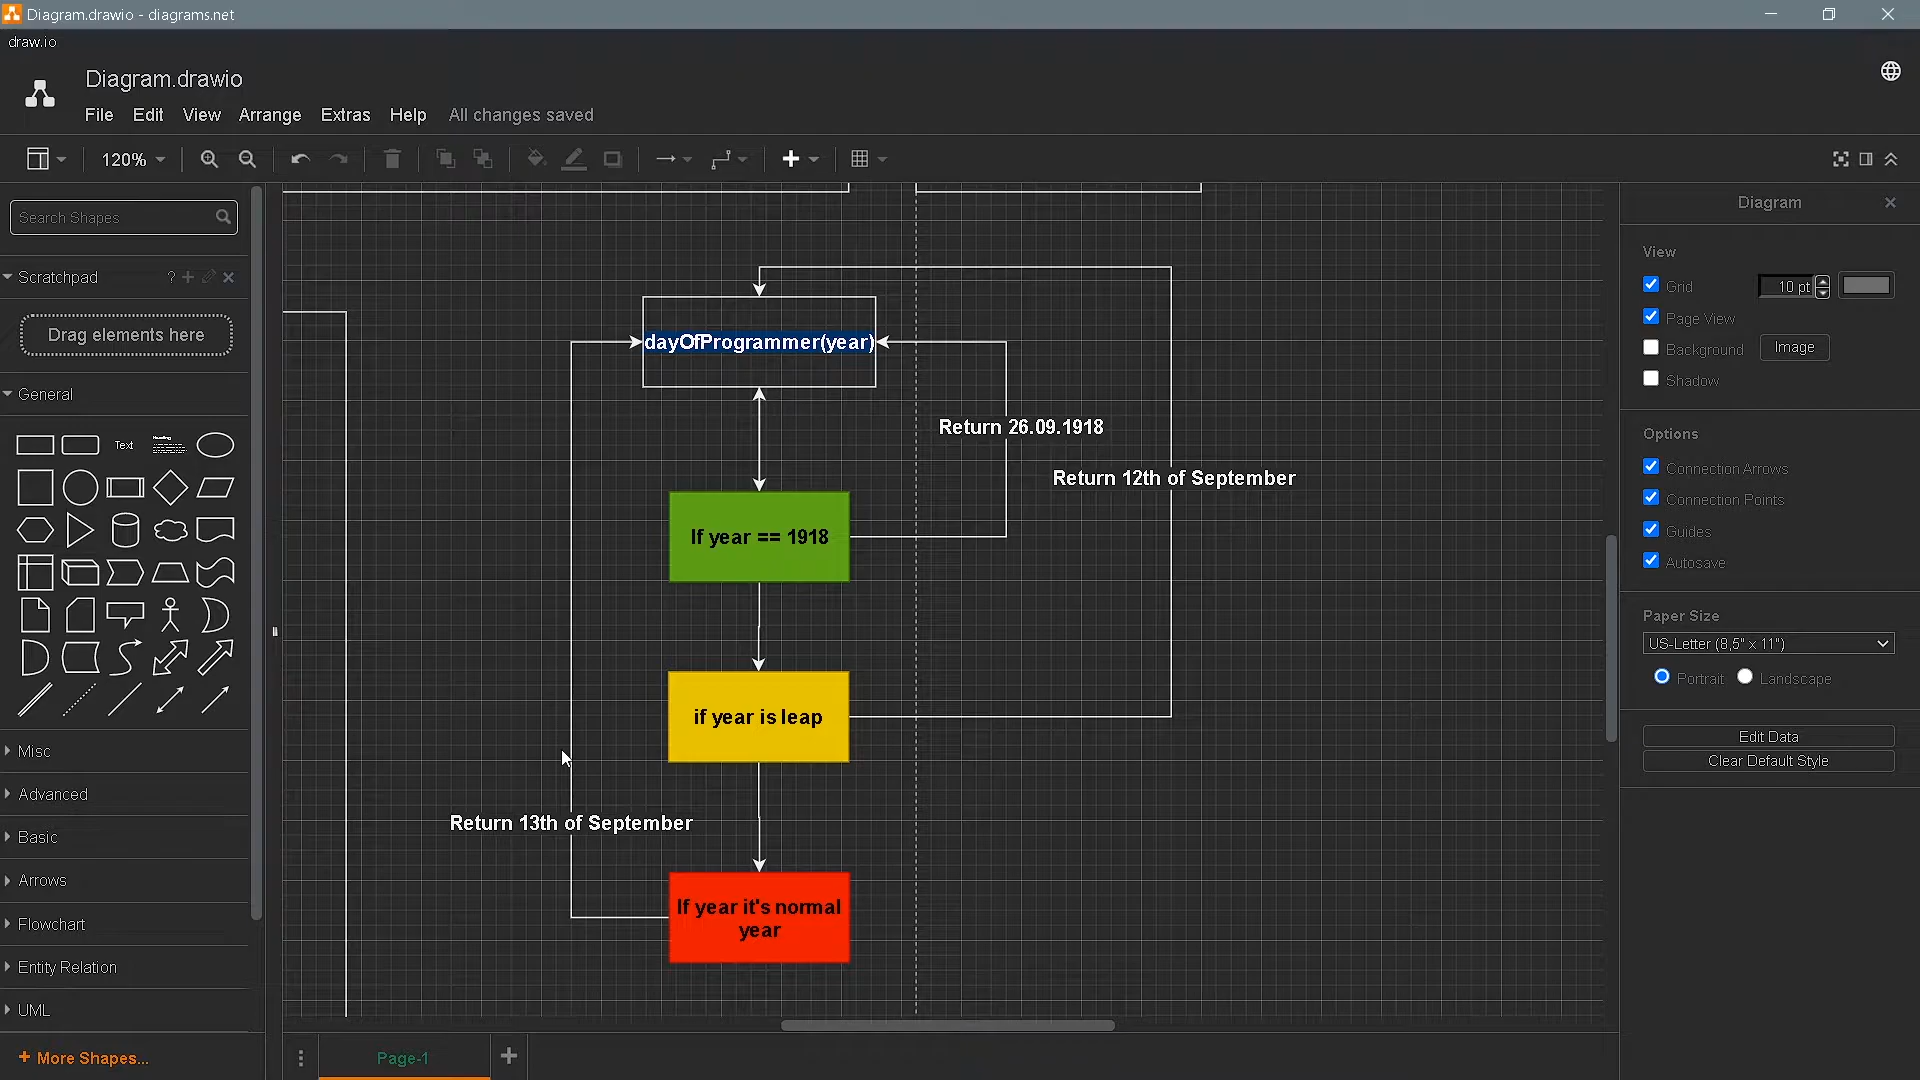 Diagram.drawio - diagrams.net
draw.io
Diagram.drawio
File Edit View Arrange Extras Help All changes saved
120%
Search Shapes
Scratchpad ?
Drag elements here
General
Text
Heading
Misc
Advanced
Basic
Arrows
Flowchart
Entity Relation
UML
+ More Shapes...
dayOfProgrammer(year)
Return 26.09.1918
Return 12th of September
If year == 1918
if year is leap
Return 13th of September
If year it's normal
year
Page-1
Diagram
View
Grid 10 pt
Page View
Background Image
Shadow
Options
Connection Arrows
Connection Points
Guides
Autosave
Paper Size
US-Letter (8,5" x 11")
Portrait Landscape
Edit Data
Clear Default Style